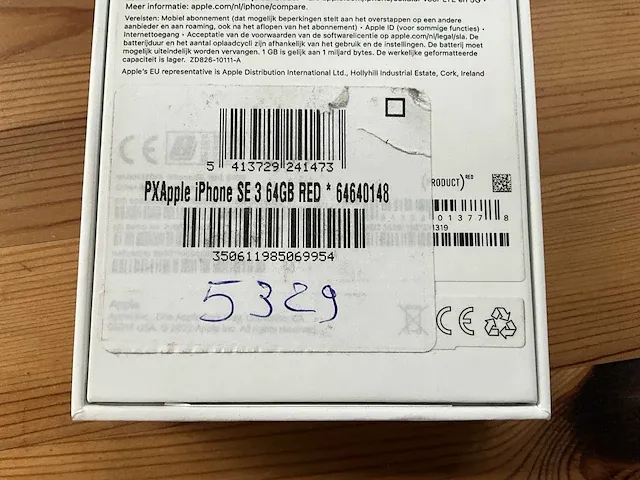 Meer informatie: apple.com/nl/iphone/compare.
Vereisten: Mobiel abonnement (dat mogelijk beperkingen stelt aan het overstappen op een andere
aanbieder en aan roaming, ook na het aflopen van het abonnement) • Apple ID (voor sommige functies) •
Internettoegang • Acceptatie van de voorwaarden van de softwarelicentie op apple.com/nl/legal/sla. De
batterijduur en het aantal oplaadcycli zijn afhankelijk van het gebruik en de instellingen. De batterij moet
mogelijk uiteindelijk worden vervangen. 1 GB is gelijk aan 1 miljard bytes. De werkelijke geformatteerde
capaciteit is lager. ZD826-10111-A
Apple's EU representative is Apple Distribution International Ltd., Hollyhill Industrial Estate, Cork, Ireland
5 413729 241473
PXApple iPhone SE 3 64GB RED * 64640148
350611985069954
5329
RODUCT)RED
01377 8
1319
CE